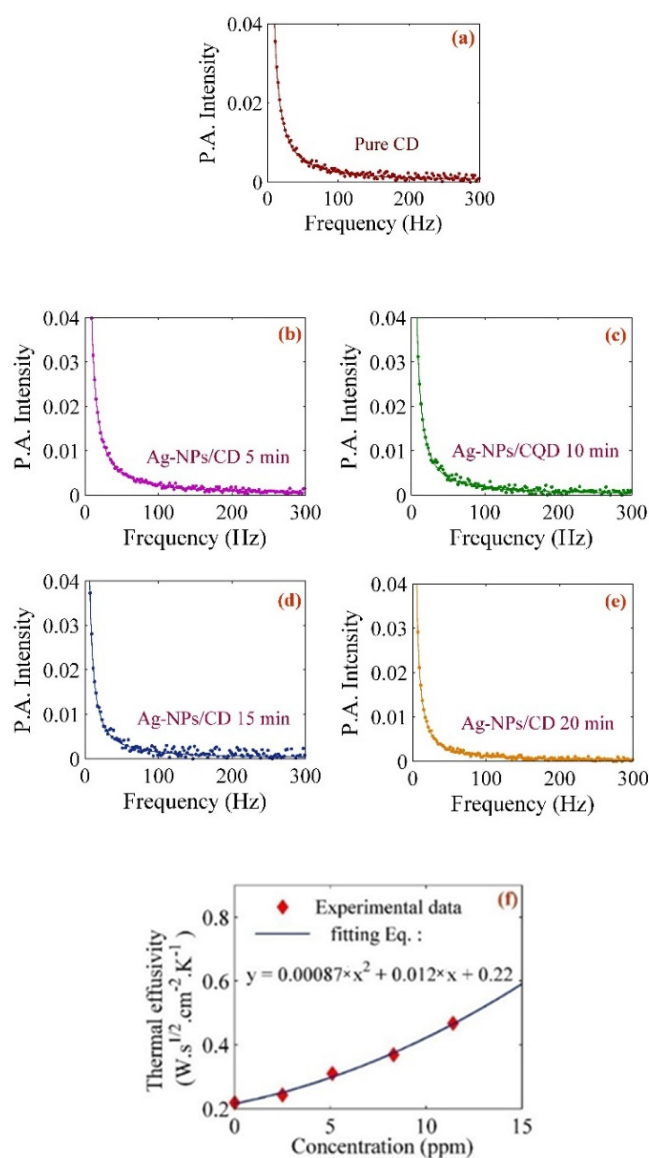 (a)
P.A. Intensity
0.04
0.02
0
Pure CD
0 100 200 300
Frequency (Hz)
(b)
P.A. Intensity
0.04
0.03
0.02
0.01
0
Ag-NPs/CD 5 min
0 100 200 300
Frequency (Hz)
(c)
P.A. Intensity
0.04
0.03
0.02
0.01
0
Ag-NPs/CQD 10 min
0 100 200 300
Frequency (Hz)
(d)
P.A. Intensity
0.04
0.03
0.02
0.01
0
Ag-NPs/CD 15 min
0 100 200 300
Frequency (Hz)
(e)
P.A. Intensity
0.04
0.03
0.02
0.01
0
Ag-NPs/CD 20 min
0 100 200 300
Frequency (Hz)
(f)
Thermal effusivity
(W.s^1/2.cm^-2.K^-1)
0.8
0.6
0.4
0.2
Experimental data
fitting Eq. :
y = 0.00087*x² + 0.012*x + 0.22
0 5 10 15
Concentration (ppm)